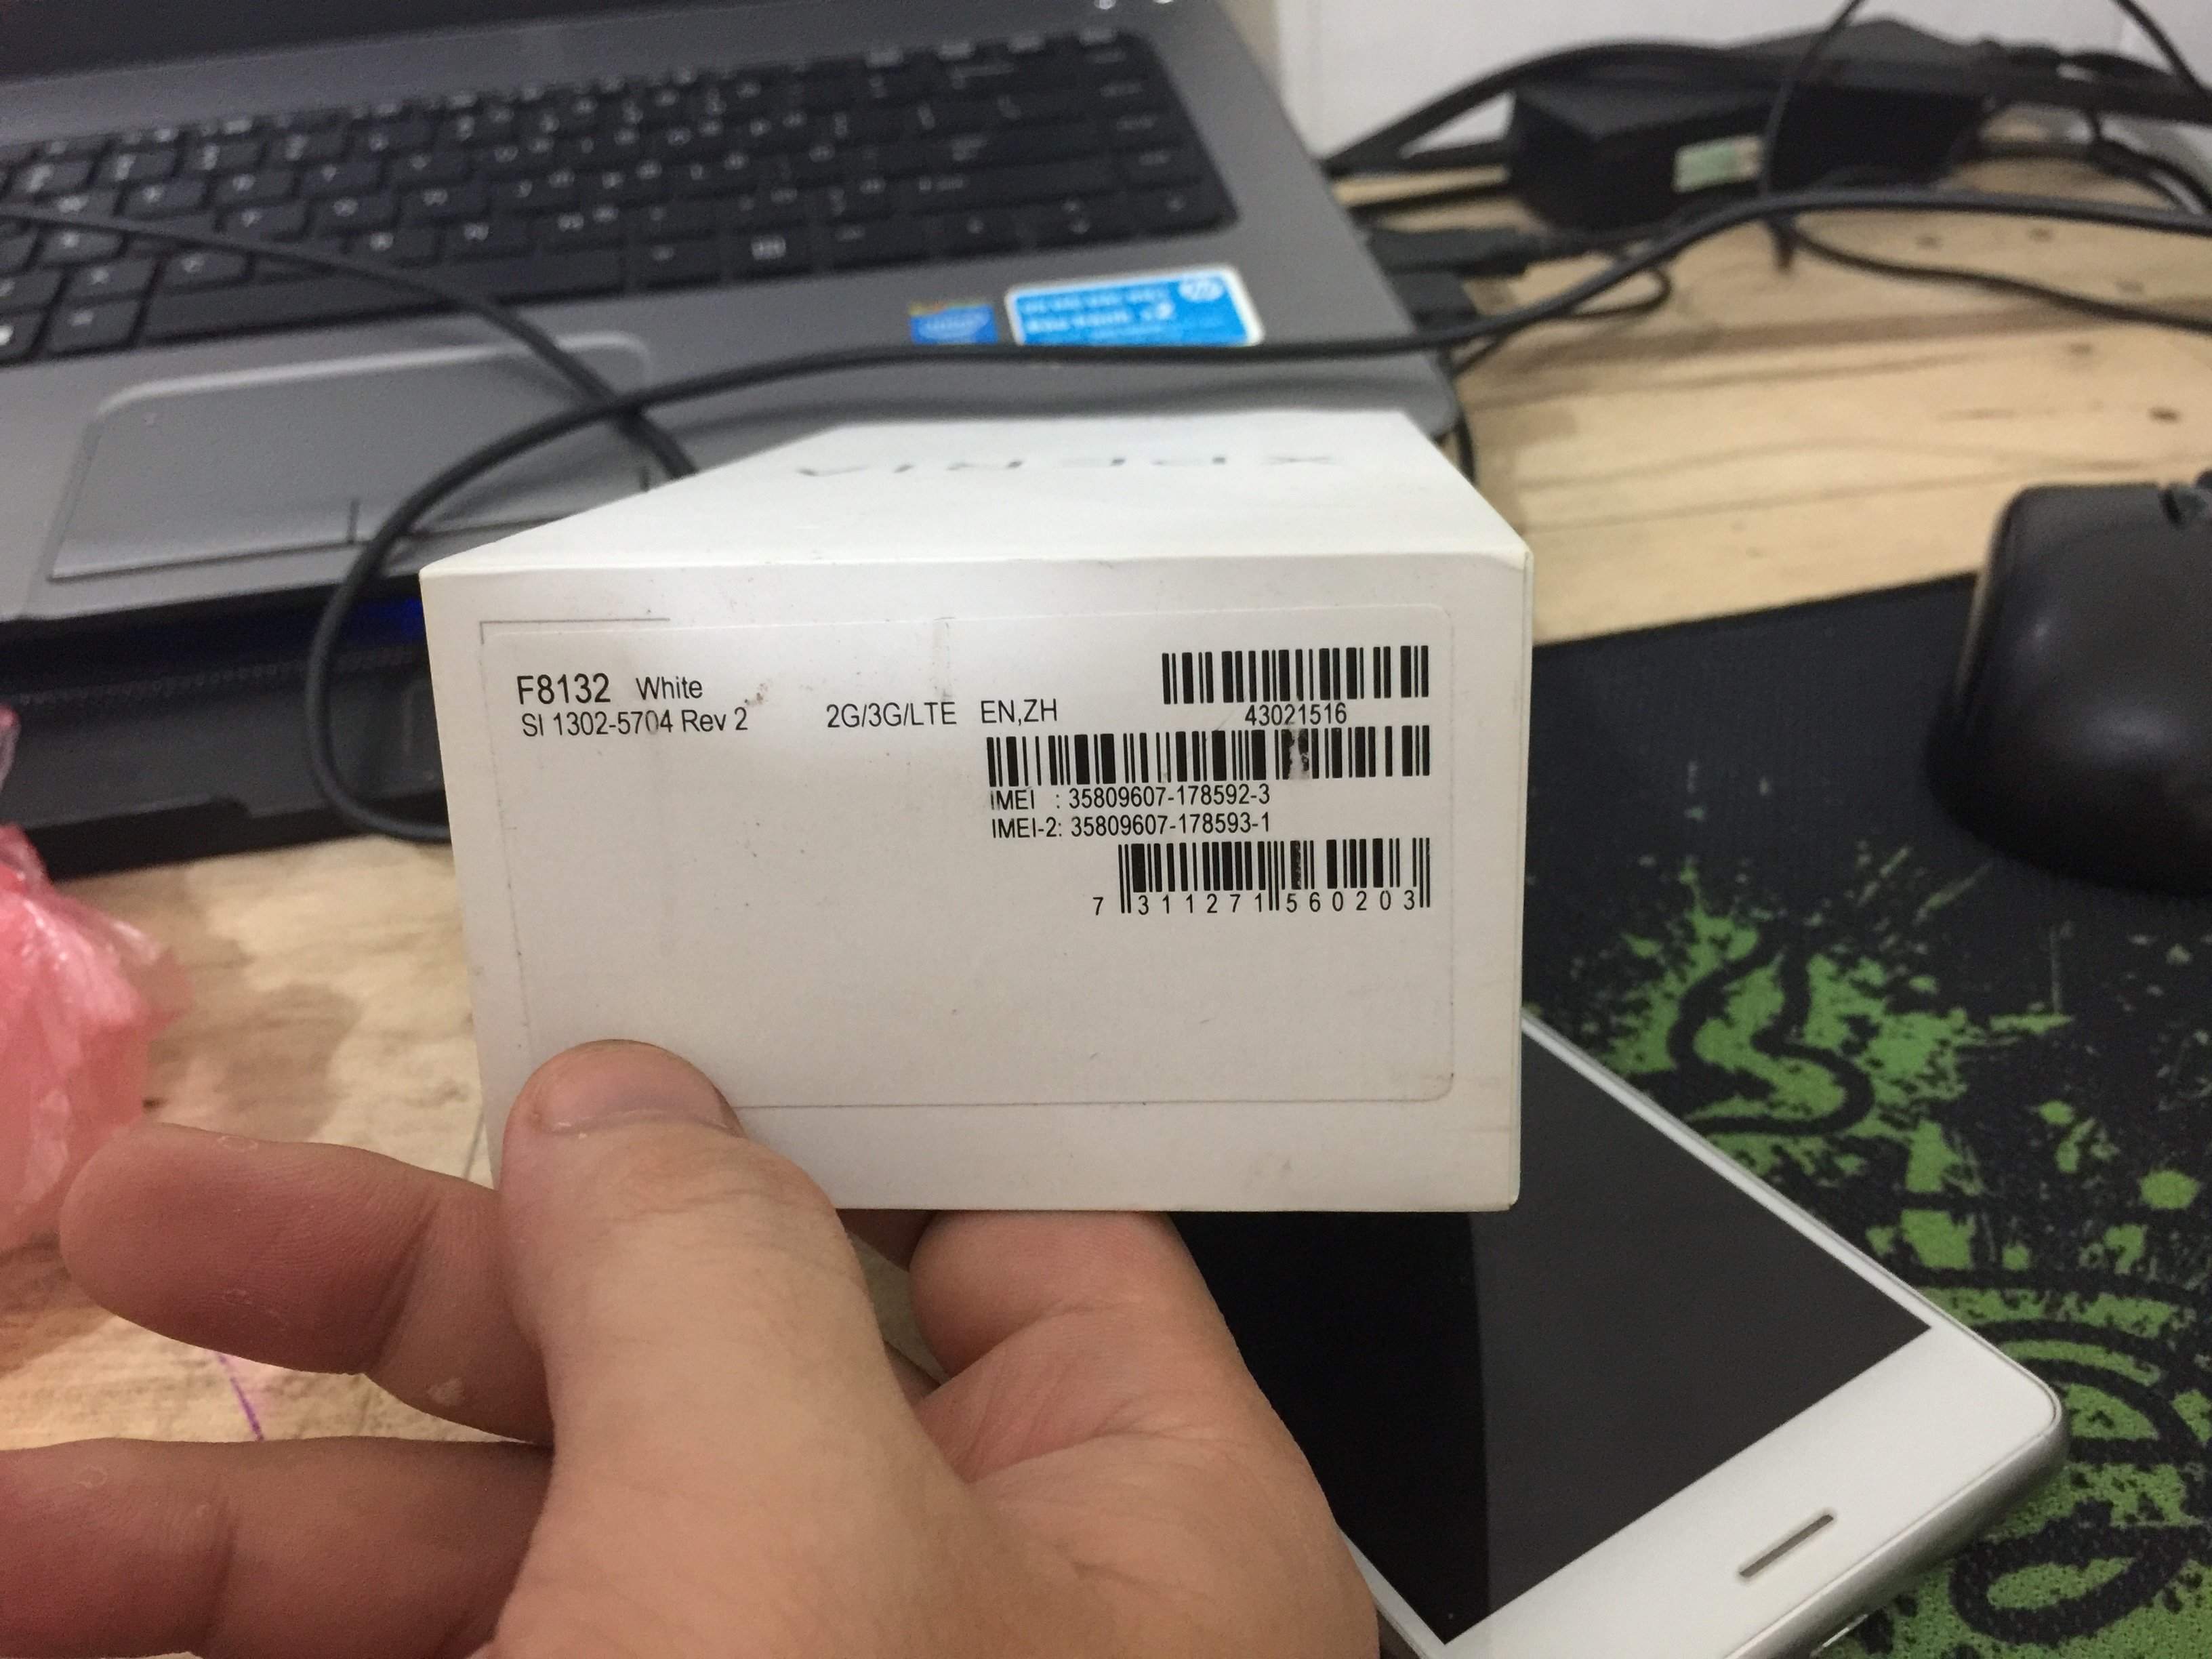 XPERIA
F8132 White
SI 1302-5704 Rev 2
2G/3G/LTE EN,ZH
43021516
IMEI : 35809607-178592-3
IMEI-2: 35809607-178593-1
7 311271 560203